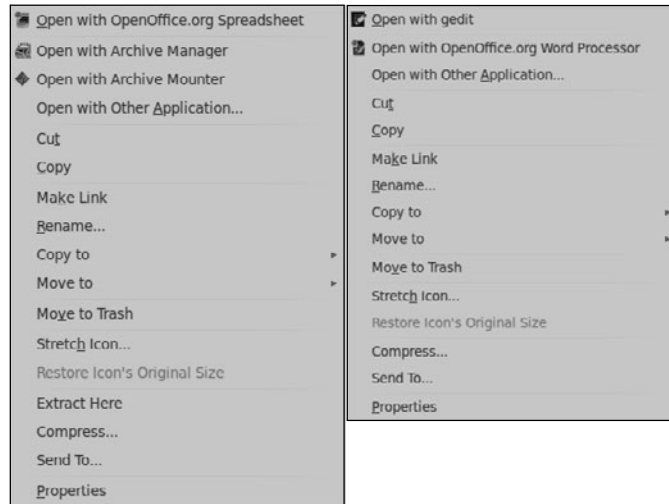 Open with OpenOffice.org Spreadsheet
Open with Archive Manager
Open with Archive Mounter
Open with Other Application...
Cut
Copy
Make Link
Rename...
Copy to
Move to
Move to Trash
Stretch Icon...
Restore Icon's Original Size
Extract Here
Compress...
Send To...
Properties
Open with gedit
Open with OpenOffice.org Word Processor
Open with Other Application...
Cut
Copy
Make Link
Rename...
Copy to
Move to
Move to Trash
Stretch Icon...
Restore Icon's Original Size
Compress...
Send To...
Properties